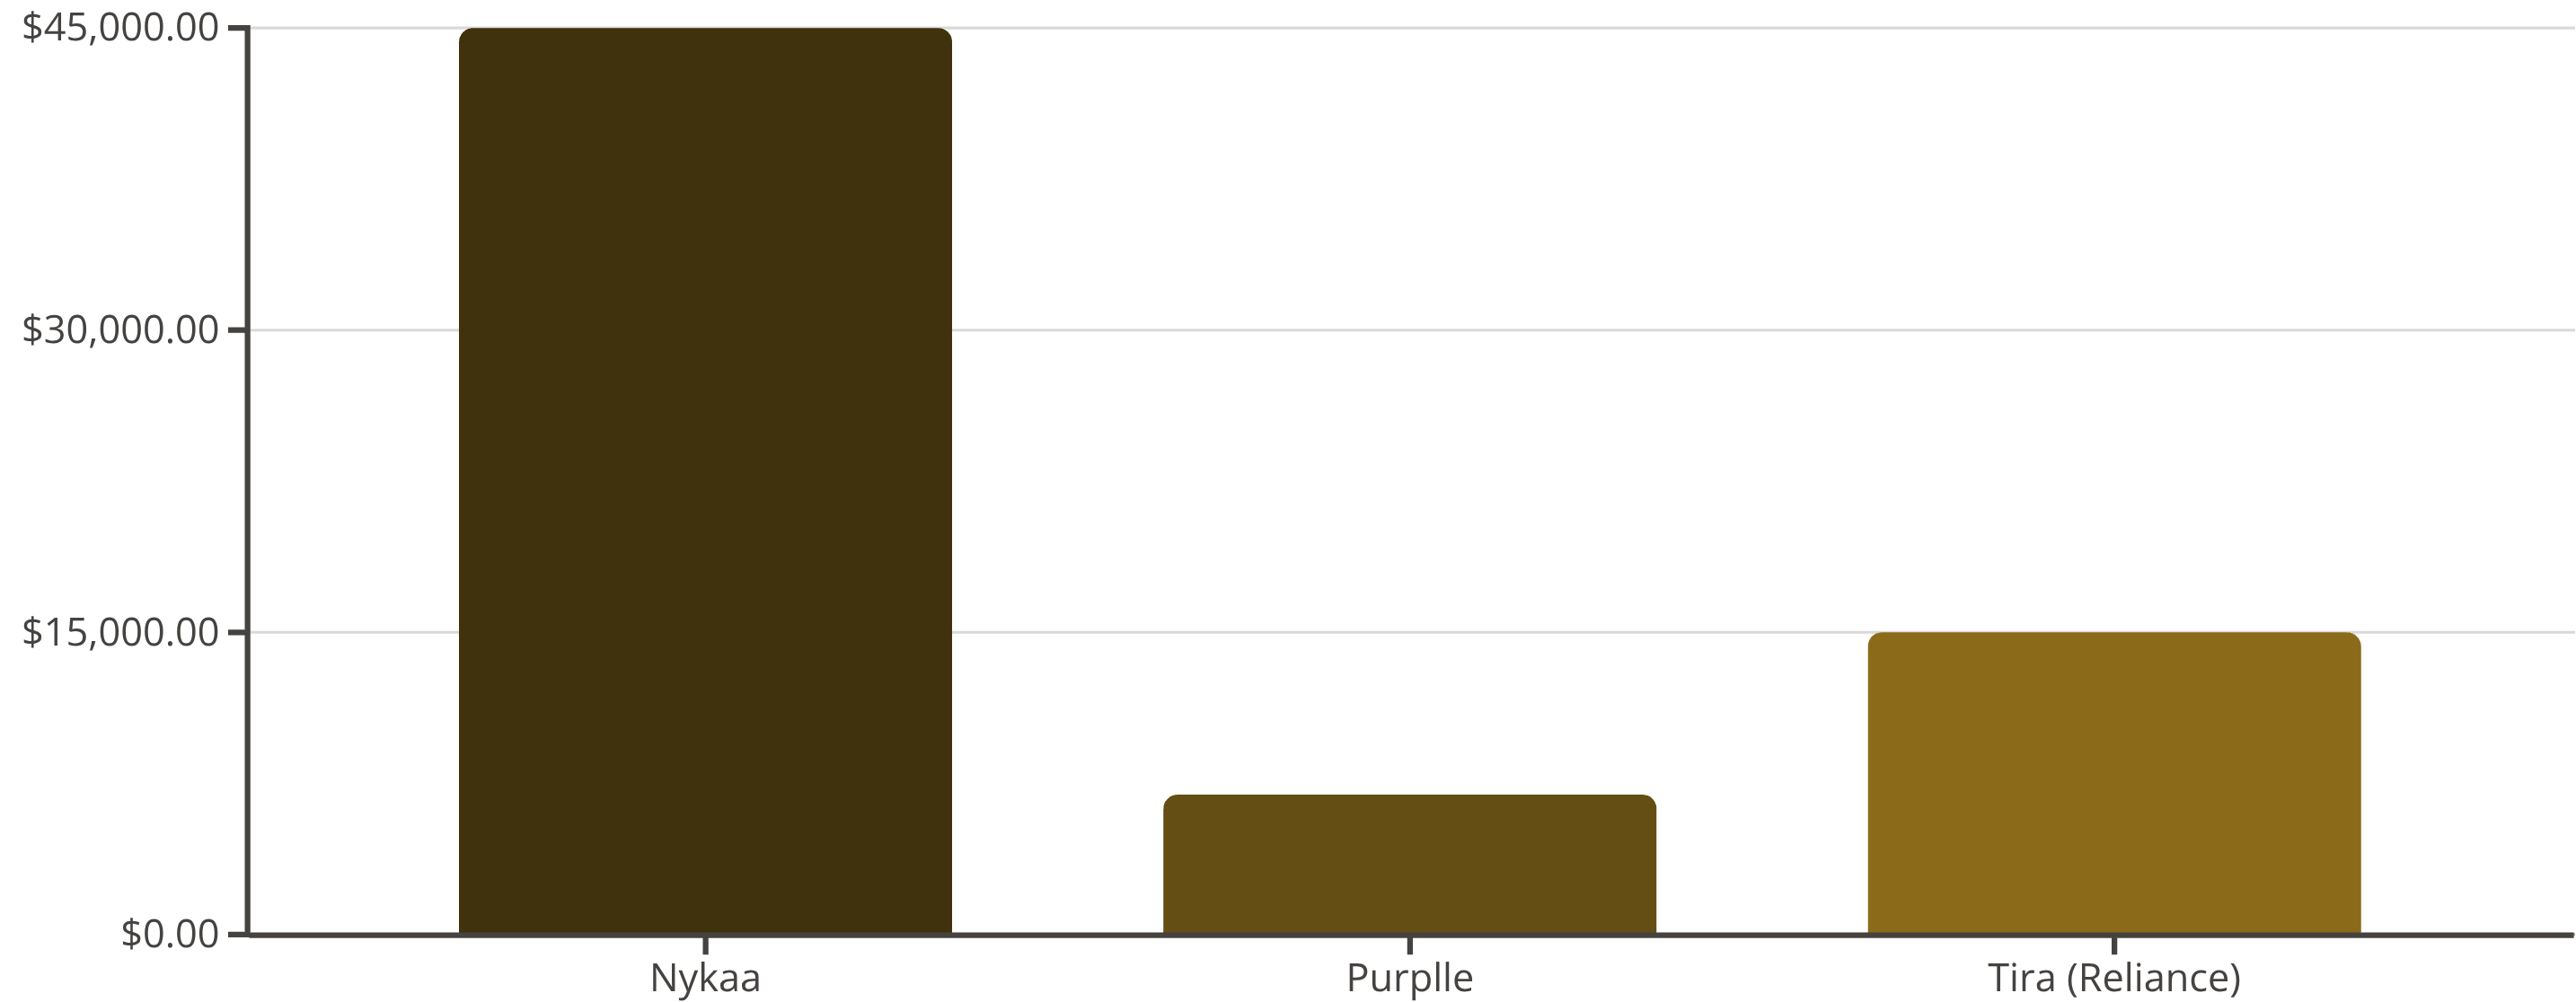 $45,000.00
$30,000.00
$15,000.00
$0.00
Nykaa
Purplle
Tira (Reliance)